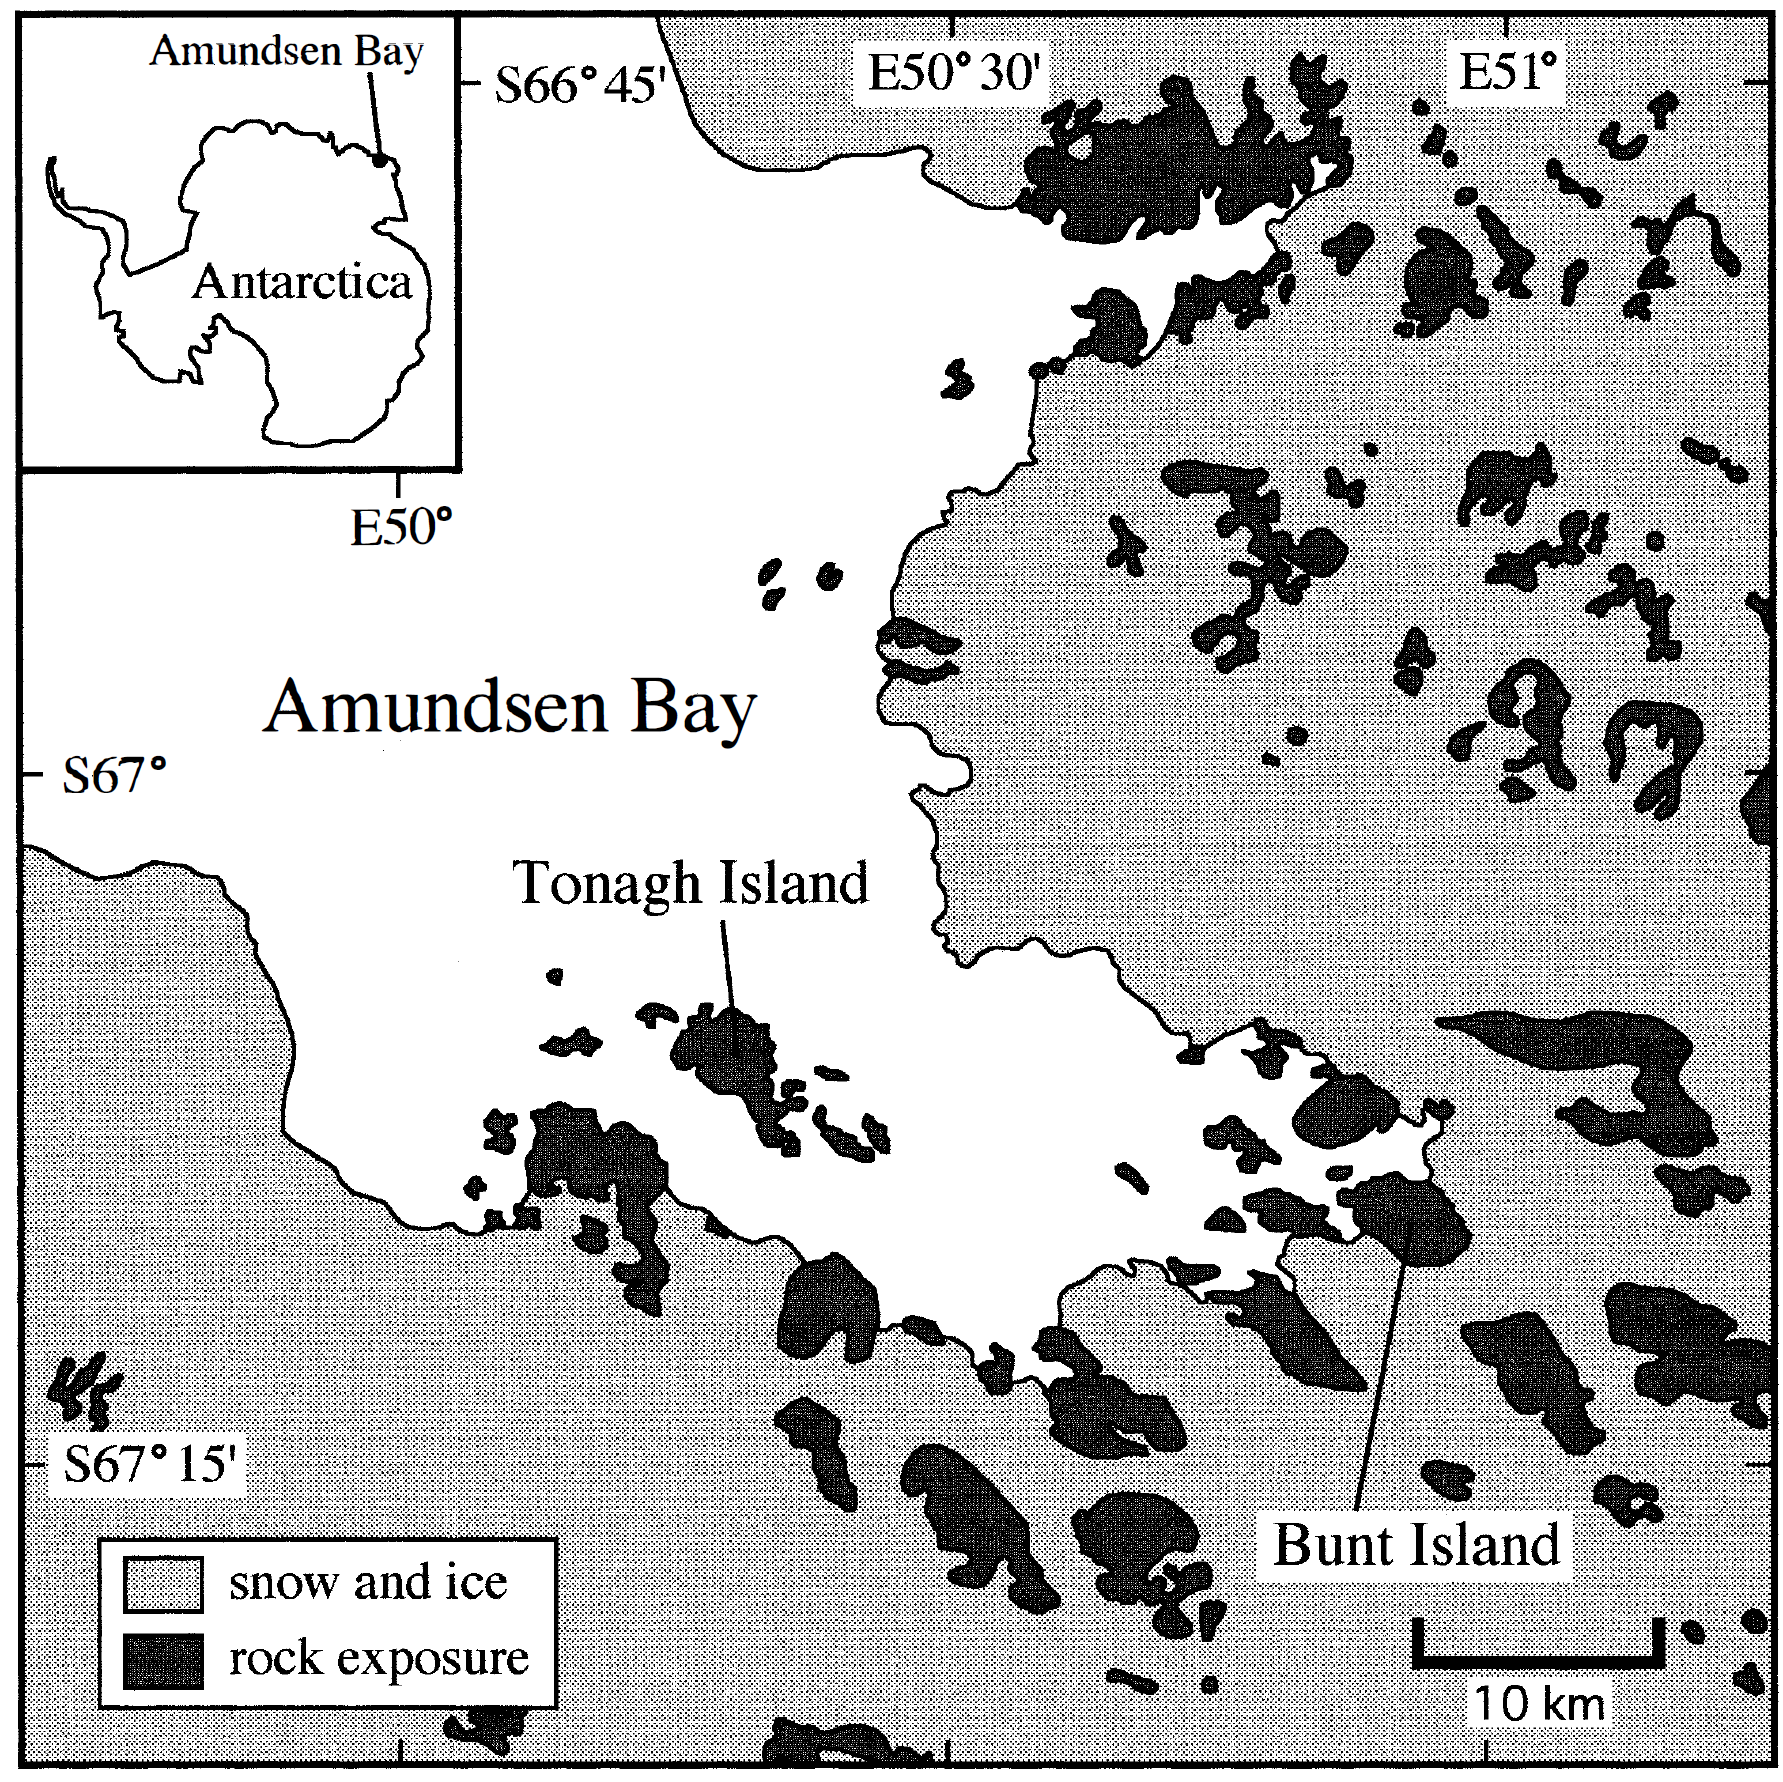 Amundsen Bay
Antarctica
S66° 45'
E50° 30'
E51°
E50°
Amundsen Bay
S67°
Tonagh Island
S67° 15'
snow and ice
rock exposure
Bunt Island
10 km